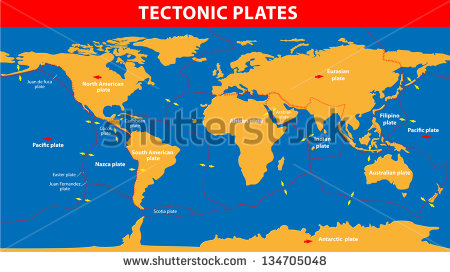 TECTONIC PLATES
Juan de fuca
plate
North American
plate
Eurasian
plate
Caribbean
plate
Cocos
plate
African plate
Arabian
plate
Indian
plate
Filipino
plate
Pacific plate
Pacific plate
Nazca plate
South American
plate
Easter plate
Juan Fernandez
plate
Australian plate
Scotia plate
Antarctic plate
shutterstock
www.shutterstock.com · 134705048